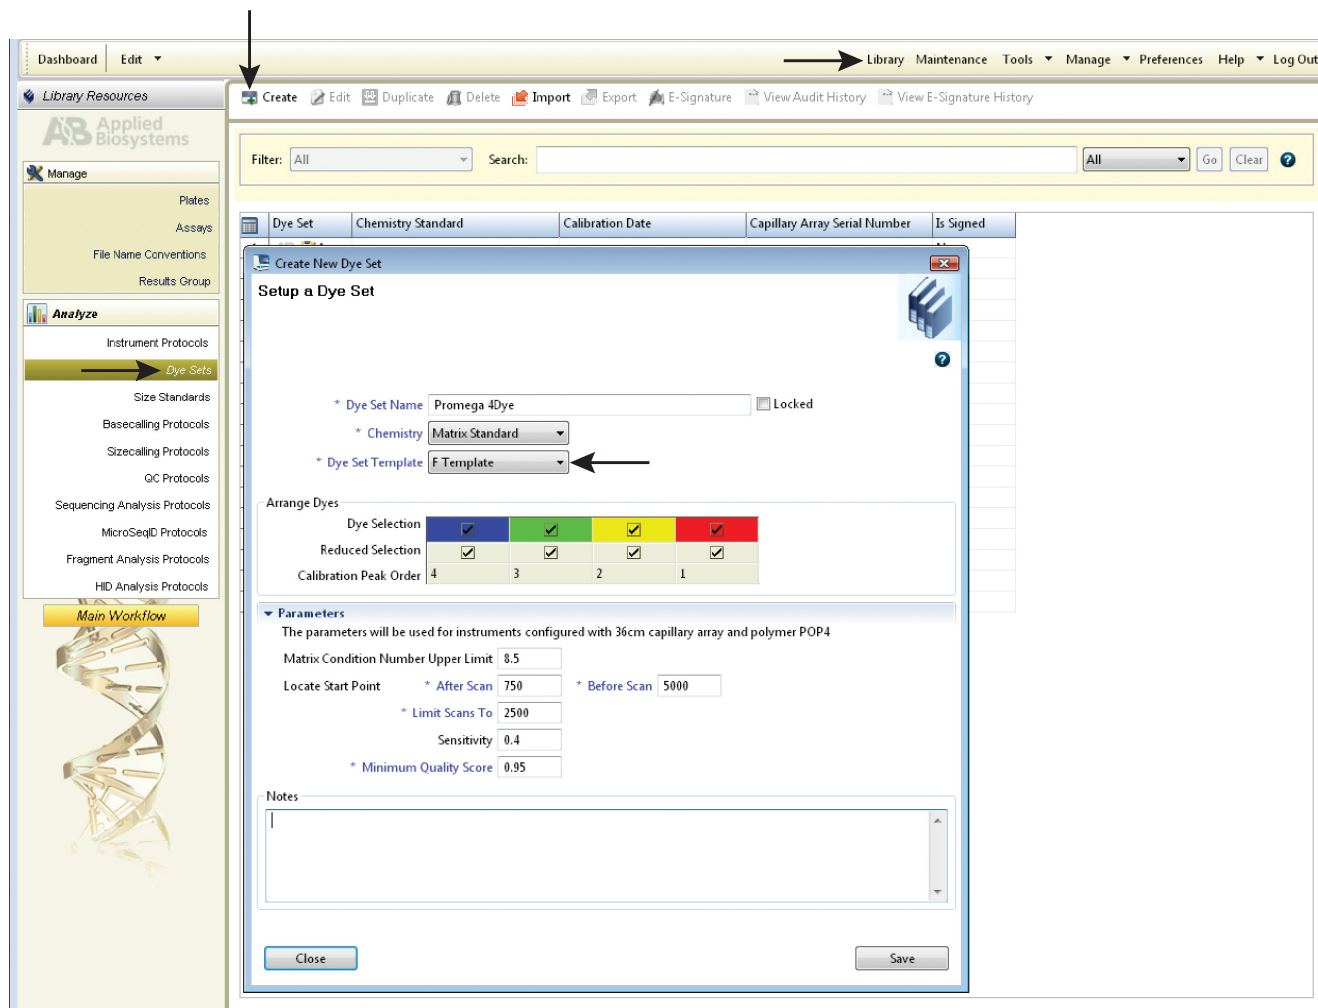 Dashboard Edit Library Maintenance Tools Manage Preferences Help Log Out
Library Resources
Create Edit Duplicate Delete Import Export E-Signature View Audit History View E-Signature History
AB Applied
Biosystems
Filter: All Search: All Go Clear ?
Manage
Plates
Assays
File Name Conventions
Results Group
Analyze
Instrument Protocols
Dye Sets
Size Standards
Basecalling Protocols
Sizecalling Protocols
QC Protocols
Sequencing Analysis Protocols
MicroSeqID Protocols
Fragment Analysis Protocols
HID Analysis Protocols
Main Workflow
Dye Set Chemistry Standard Calibration Date Capillary Array Serial Number Is Signed
Create New Dye Set
Setup a Dye Set
?
* Dye Set Name Promega 4Dye Locked
* Chemistry Matrix Standard
* Dye Set Template F Template
Arrange Dyes
Dye Selection
Reduced Selection
Calibration Peak Order 4 3 2 1
Parameters
The parameters will be used for instruments configured with 36cm capillary array and polymer POP4
Matrix Condition Number Upper Limit 8.5
Locate Start Point * After Scan 750 * Before Scan 5000
* Limit Scans To 2500
Sensitivity 0.4
* Minimum Quality Score 0.95
Notes
Close Save